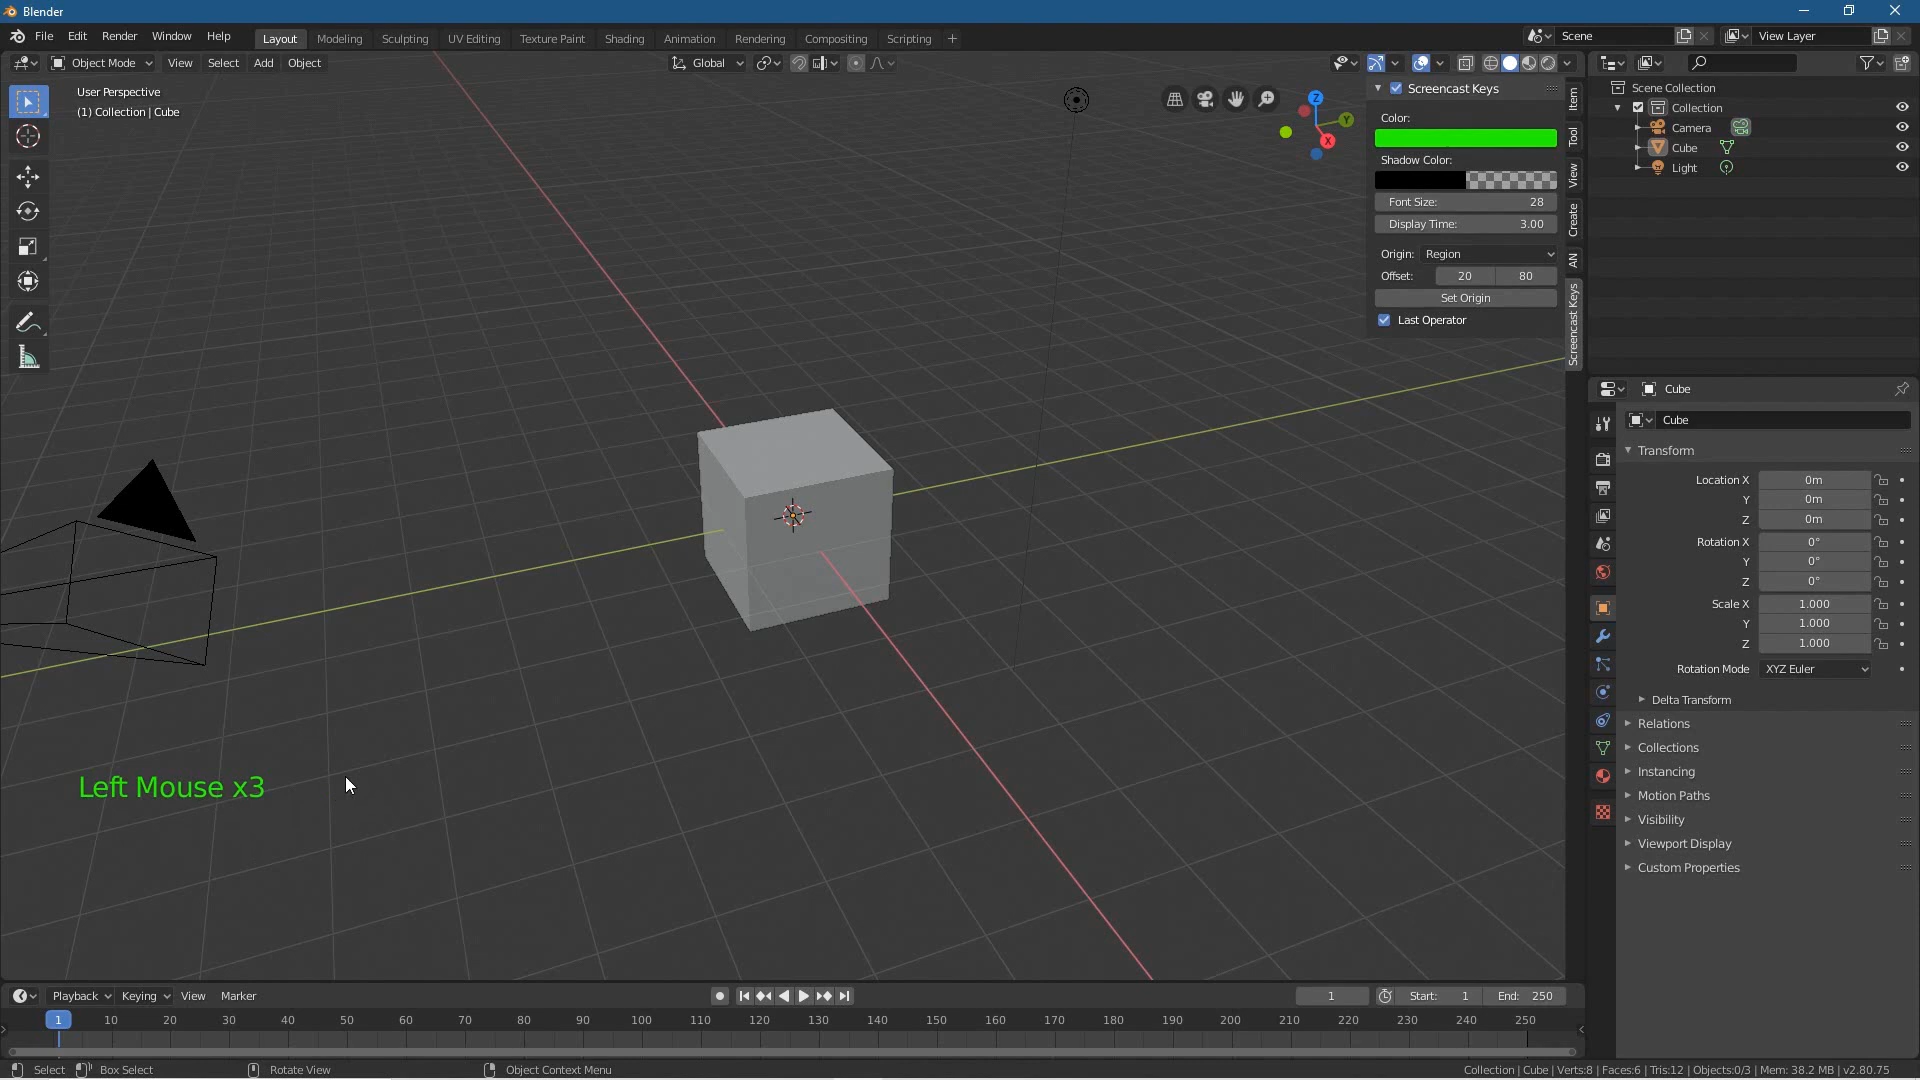 Blender
File Edit Render Window Help
Layout Modeling Sculpting UV Editing Texture Paint Shading Animation Rendering Compositing Scripting +
Scene
View Layer
Object Mode View Select Add Object
Global
User Perspective
(1) Collection | Cube
Z
Y
X
Screencast Keys
Color:
Shadow Color:
Font Size: 28
Display Time: 3.00
Origin: Region
Offset: 20 80
Set Origin
Last Operator
Item
Tool
View
Create
AN
Screencast Keys
Scene Collection
Collection
Camera
Cube
Light
Cube
Cube
Transform
Location X 0m
Y 0m
Z 0m
Rotation X 0°
Y 0°
Z 0°
Scale X 1.000
Y 1.000
Z 1.000
Rotation Mode XYZ Euler
Delta Transform
Relations
Collections
Instancing
Motion Paths
Visibility
Viewport Display
Custom Properties
Left Mouse x3
Playback Keying View Marker
1 Start: 1 End: 250
1 10 20 30 40 50 60 70 80 90 100 110 120 130 140 150 160 170 180 190 200 210 220 230 240 250
Select Box Select Rotate View Object Context Menu
Collection | Cube | Verts:8 | Faces:6 | Tris:12 | Objects:0/3 | Mem: 38.2 MB | v2.80.75